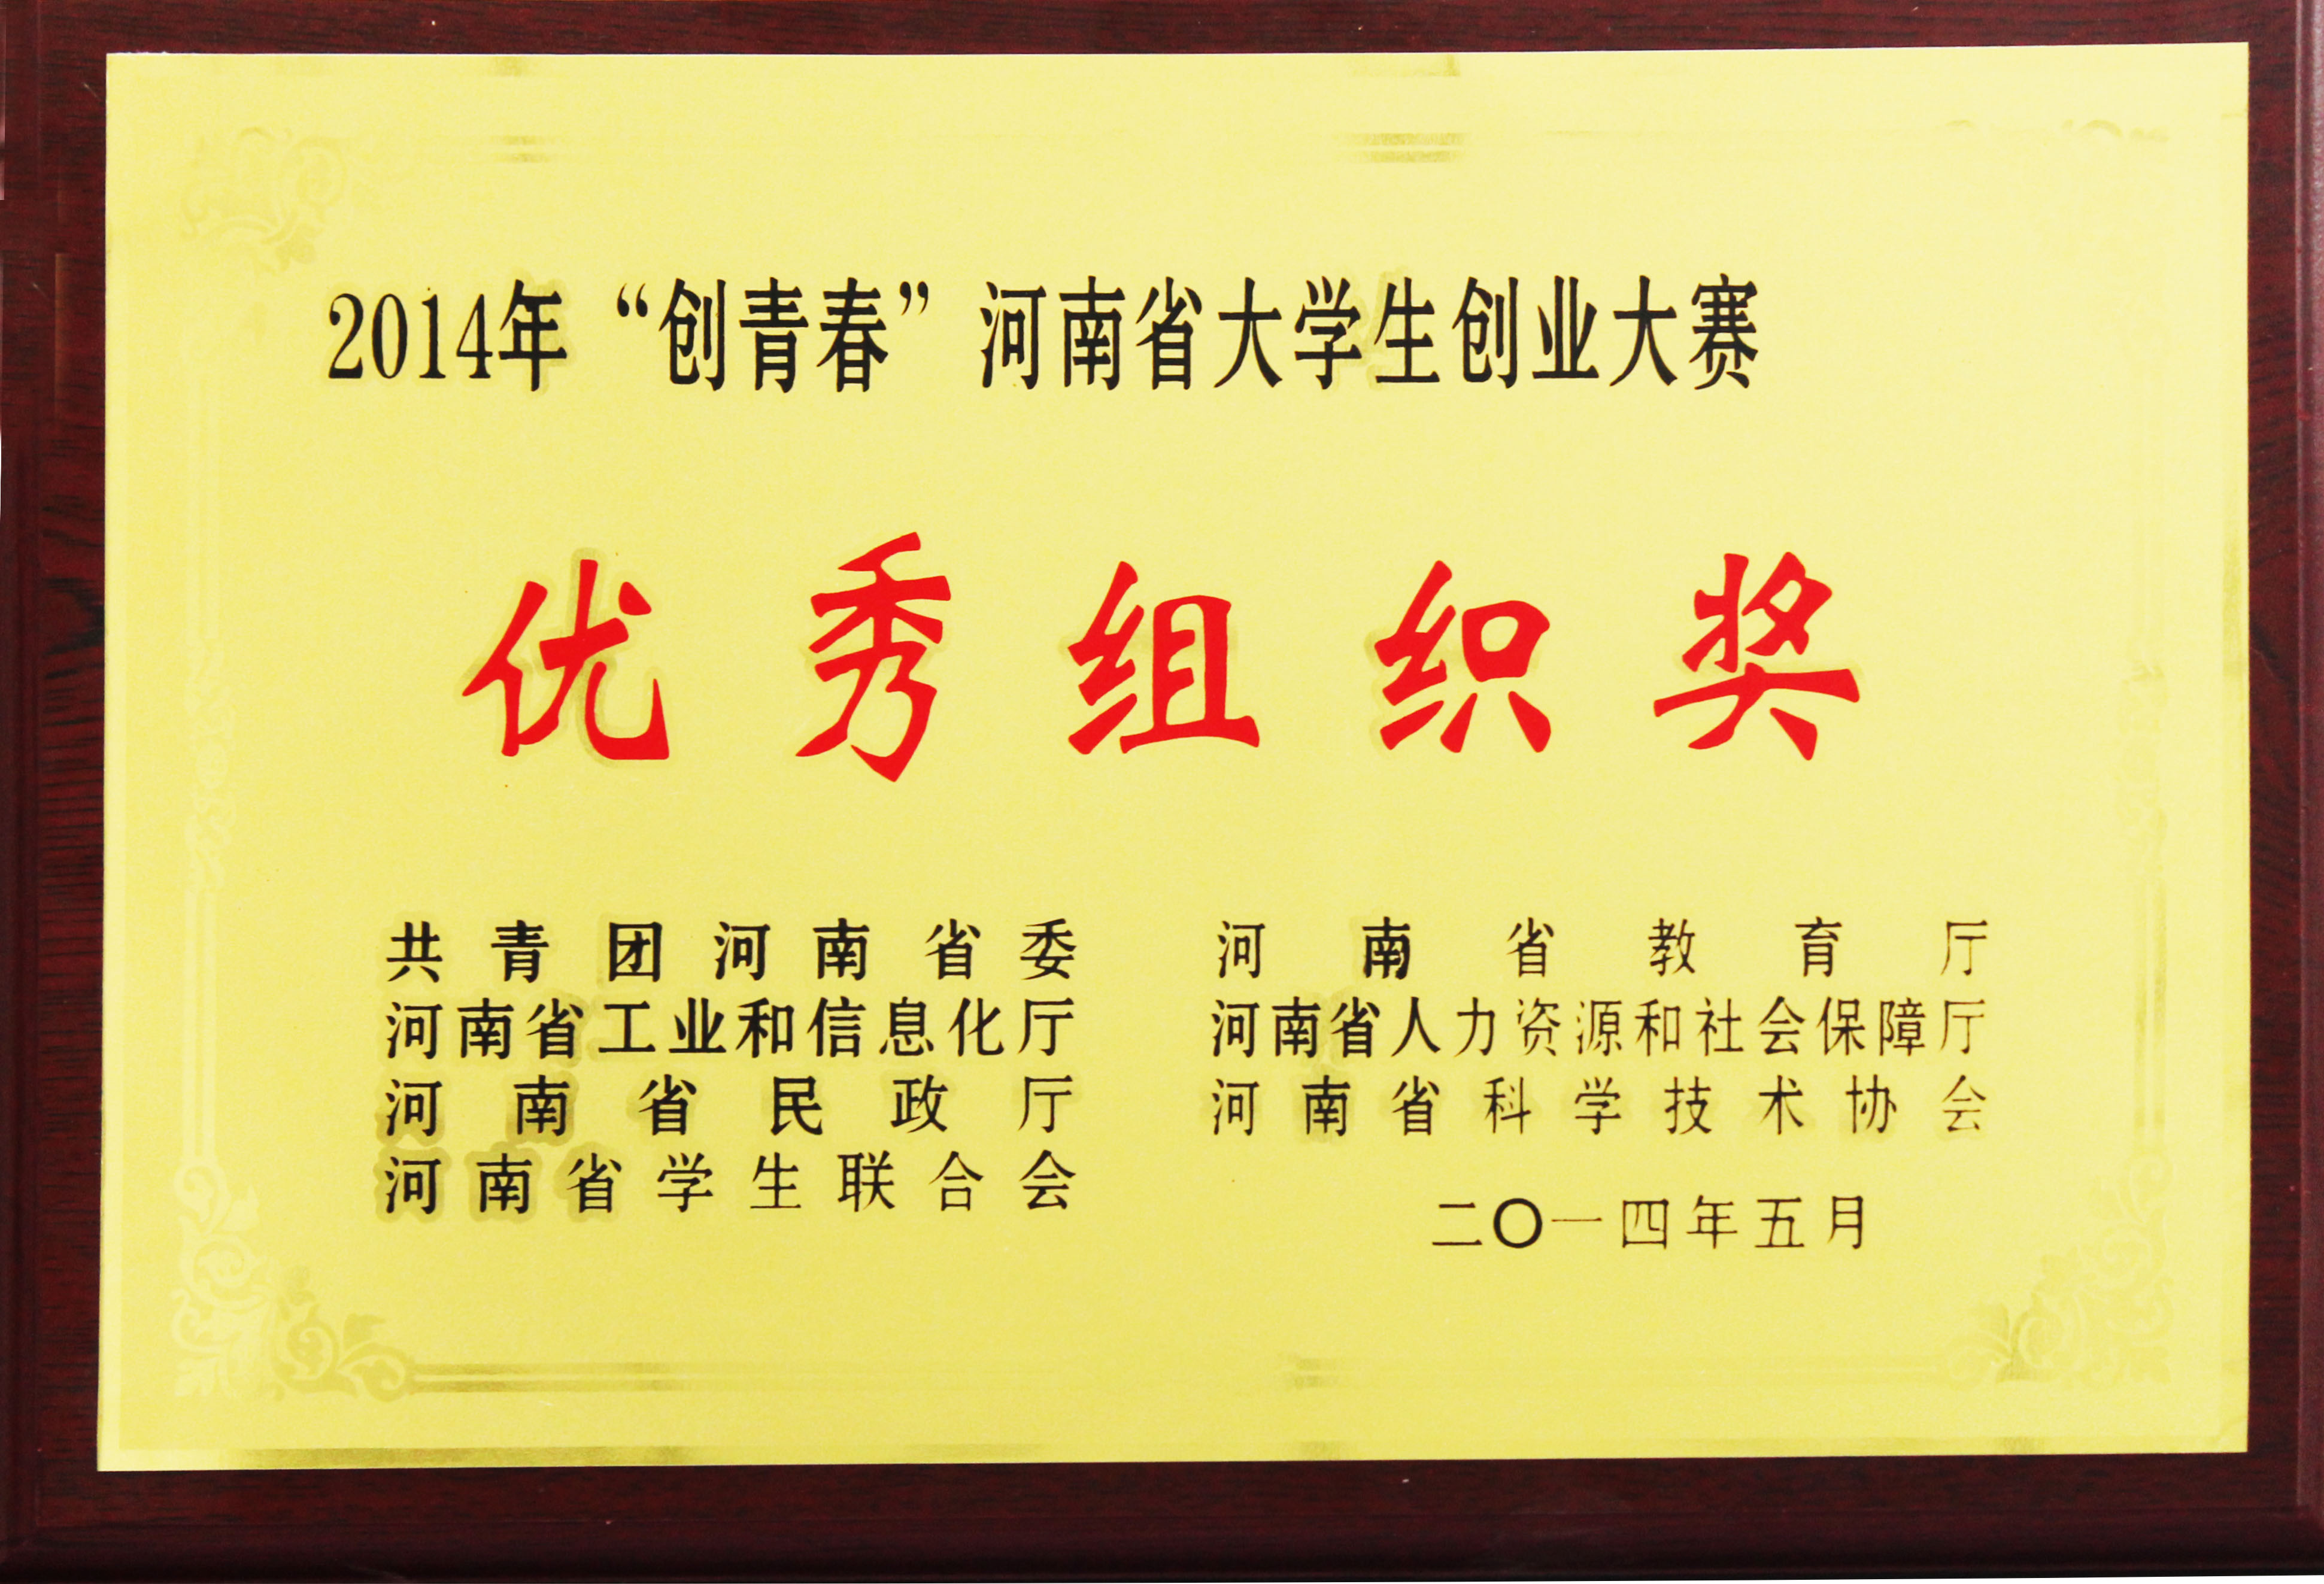 2014年“创青春”河南省大学生创业大赛
优秀组织奖
共青团河南省委 河南省教育厅
河南省工业和信息化厅 河南省人力资源和社会保障厅
河南省民政厅 河南省科学技术协会
河南省学生联合会
二〇一四年五月